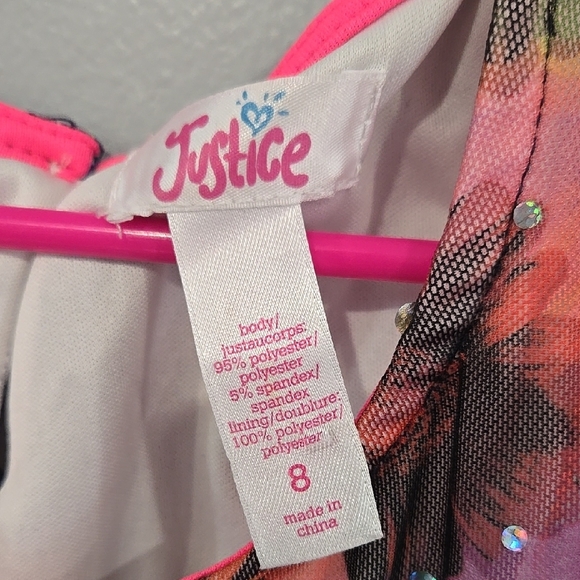 Justice
body/
justaucorps:
95% polyester/
polyester
5% spandex/
spandex
lining/doublure:
100% polyester/
polyester
8
made in
china